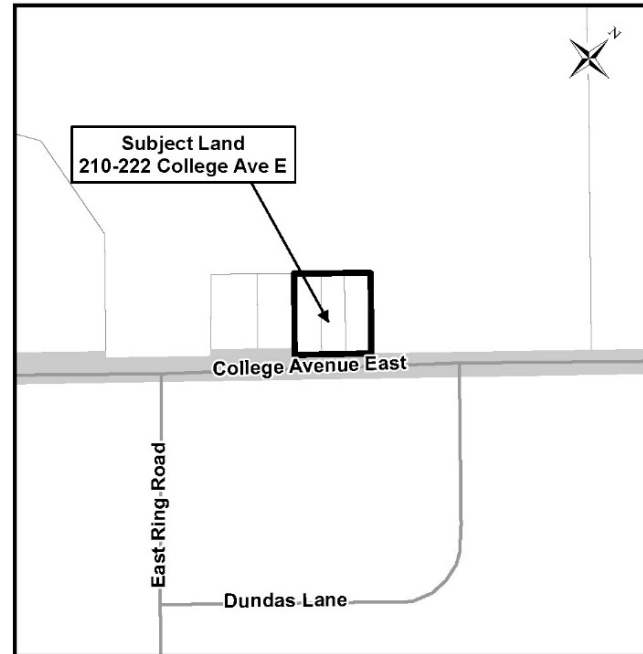 N
Subject Land
210-222 College Ave E
College Avenue East
East Ring Road
Dundas Lane